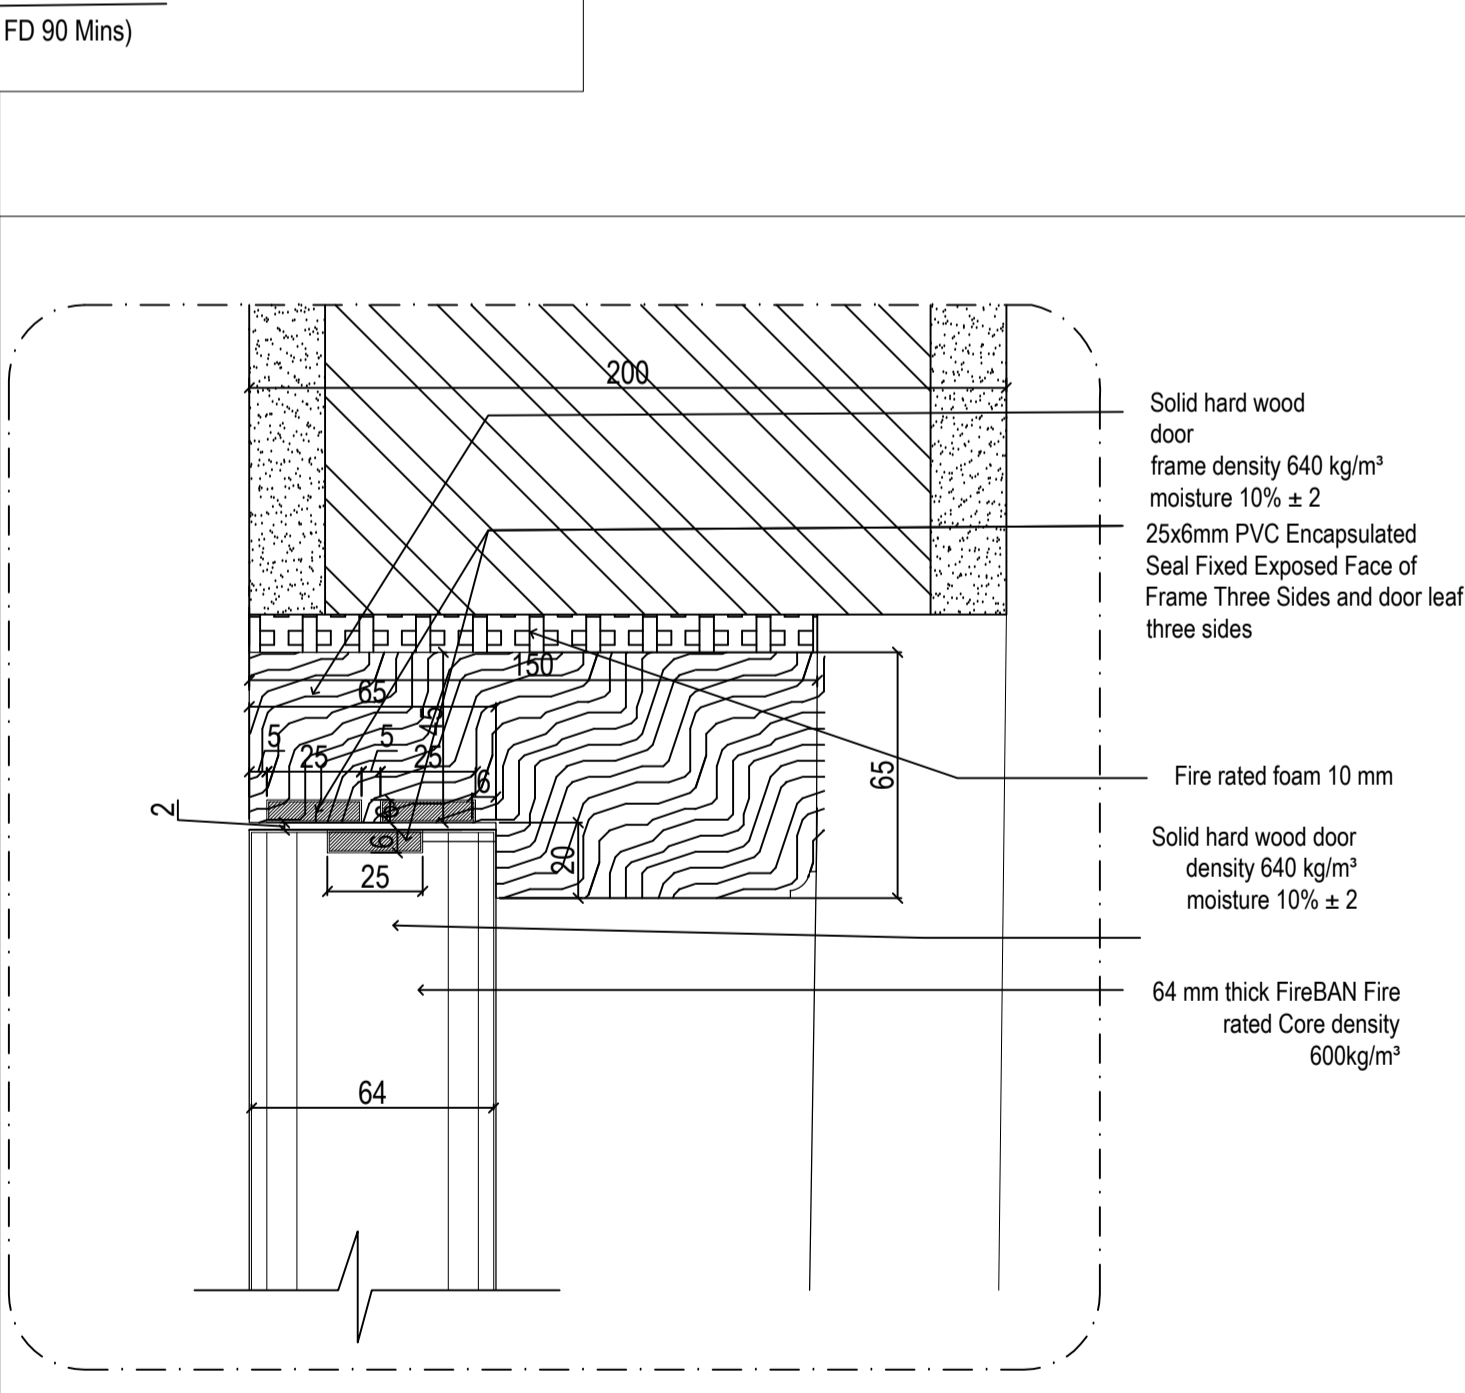 FD 90 Mins)
200
Solid hard wood
door
frame density 640 kg/m³
moisture 10% ± 2
25x6mm PVC Encapsulated
Seal Fixed Exposed Face of
Frame Three Sides and door leaf
three sides
150
65
45
5
25
5
25
6
65
2
6
6
20
25
Fire rated foam 10 mm
Solid hard wood door
density 640 kg/m³
moisture 10% ± 2
64 mm thick FireBAN Fire
rated Core density
600kg/m³
64